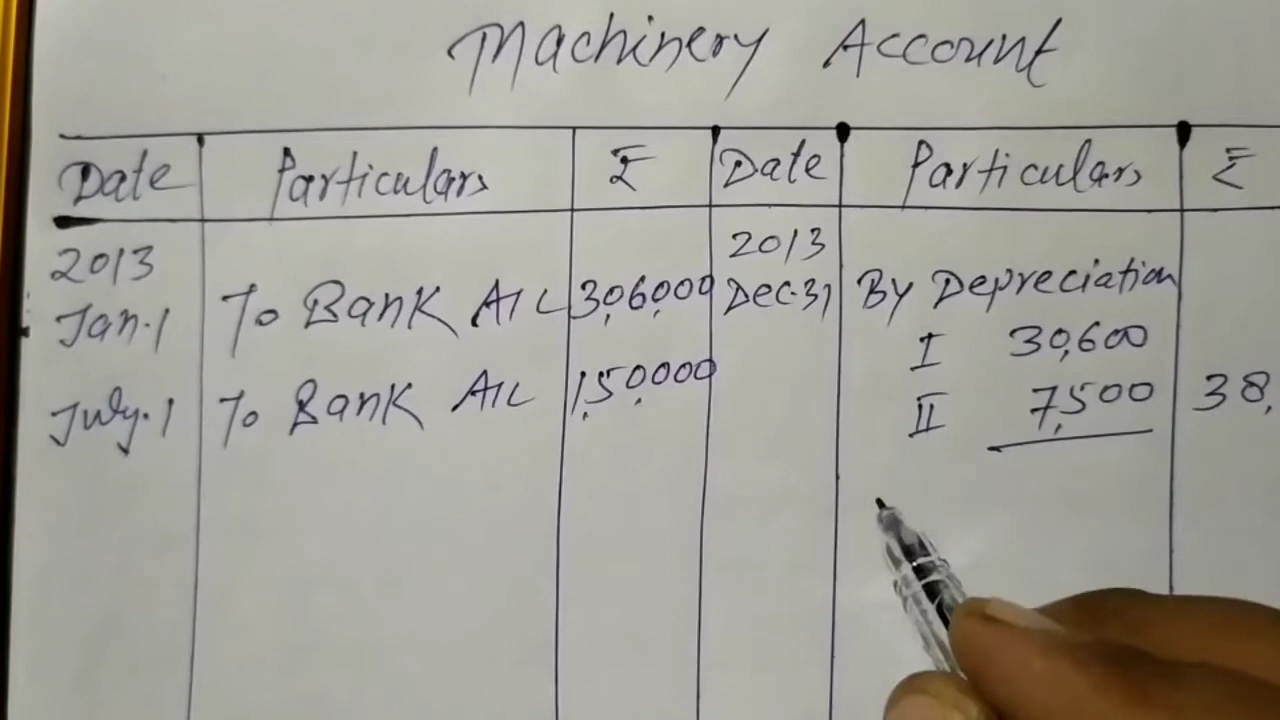 Machinery Account
Date Particulars ₹ Date Particulars ₹
2013 2013
Jan.1 To Bank A/C 3,06,000 Dec.31 By Depreciation
I 30,600
July.1 To Bank A/C 1,50,000 II 7,500 38,